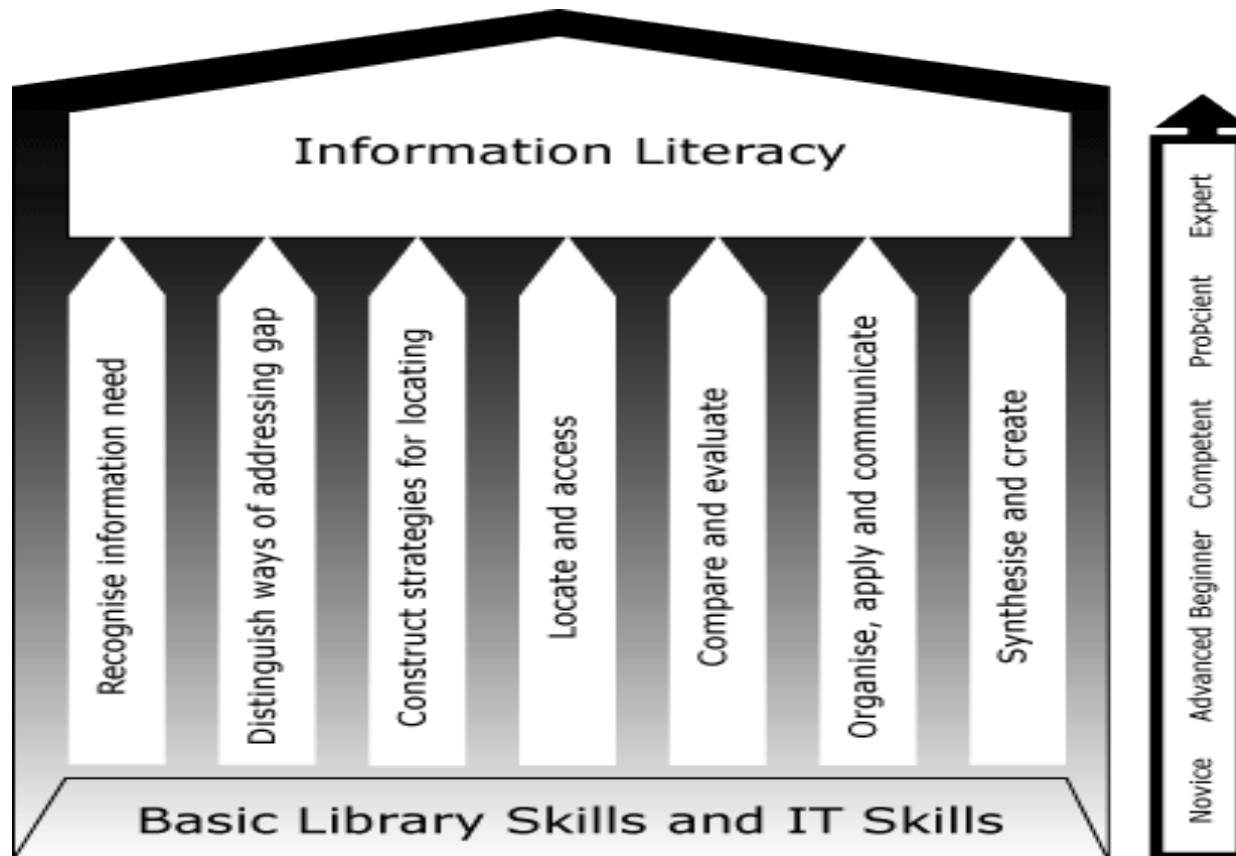 Information Literacy
Recognise information need
Distinguish ways of addressing gap
Construct strategies for locating
Locate and access
Compare and evaluate
Organise, apply and communicate
Synthesise and create
Basic Library Skills and IT Skills
Novice Advanced Beginner Competent ProÞcient Expert